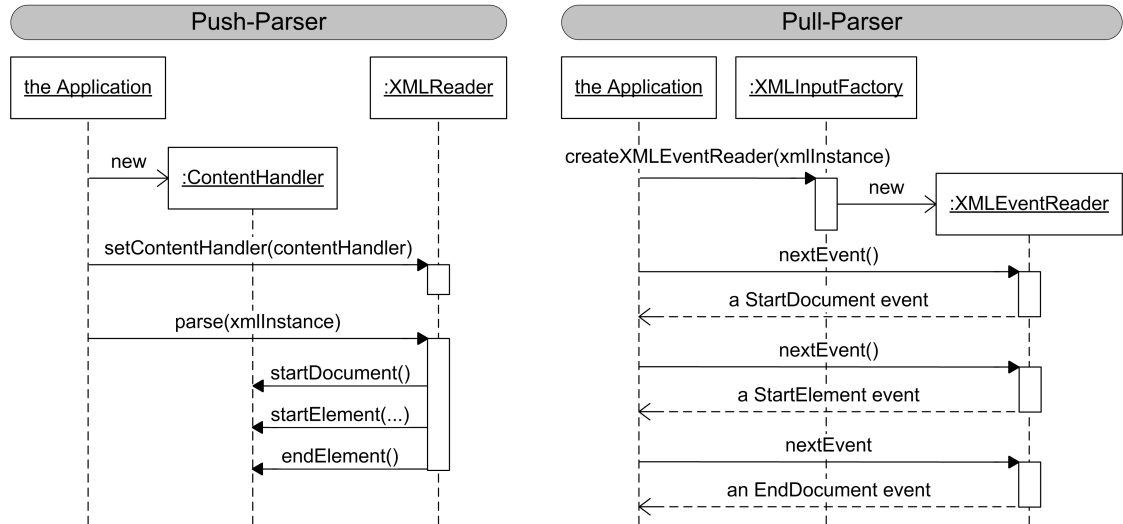 Push-Parser
the Application
:XMLReader
new
:ContentHandler
setContentHandler(contentHandler)
parse(xmlInstance)
startDocument()
startElement(...)
endElement()
Pull-Parser
the Application
:XMLInputFactory
createXMLEventReader(xmlInstance)
new
:XMLEventReader
nextEvent()
a StartDocument event
nextEvent()
a StartElement event
nextEvent
an EndDocument event